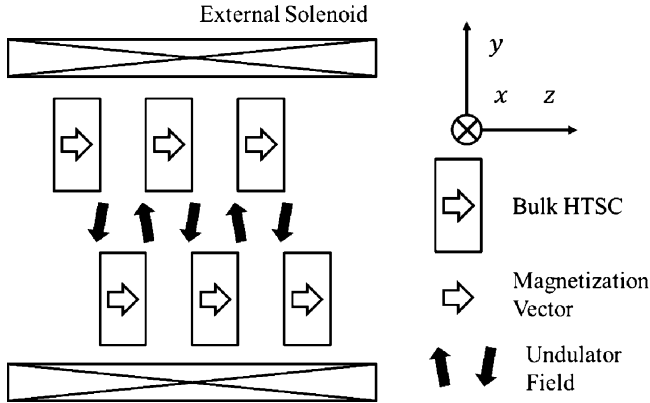 External Solenoid
y
x z
Bulk HTSC
Magnetization
Vector
Undulator
Field